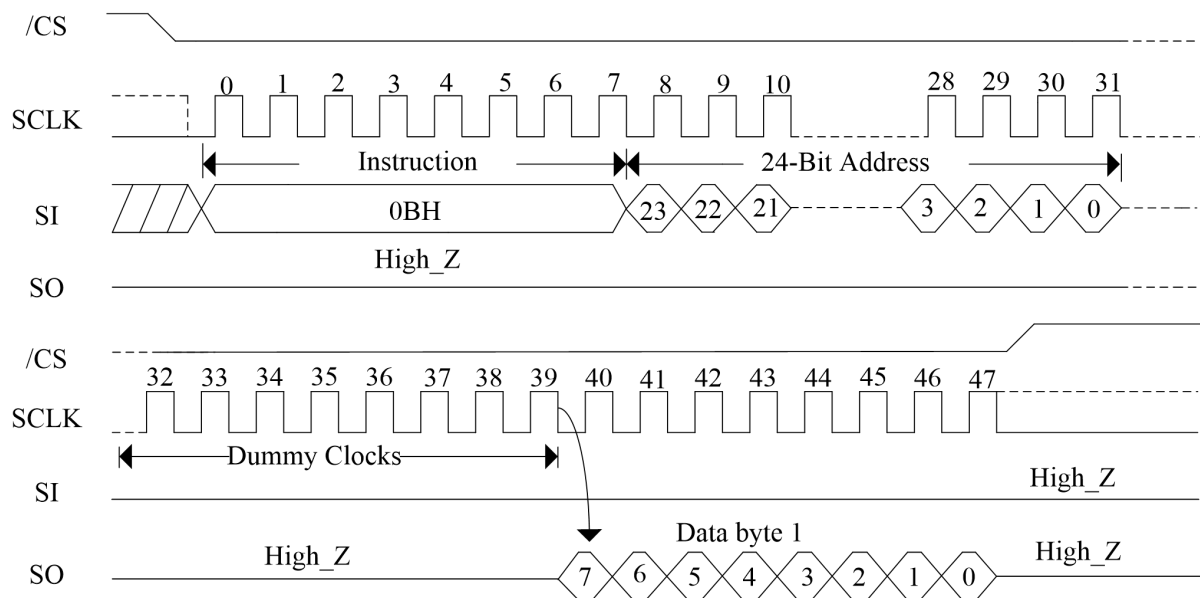 /CS
0 1 2 3 4 5 6 7 8 9 10 28 29 30 31
SCLK
Instruction 24-Bit Address
SI 0BH 23 22 21 3 2 1 0
High_Z
SO
/CS
32 33 34 35 36 37 38 39 40 41 42 43 44 45 46 47
SCLK
Dummy Clocks
SI High_Z
Data byte 1
High_Z High_Z
SO 7 6 5 4 3 2 1 0